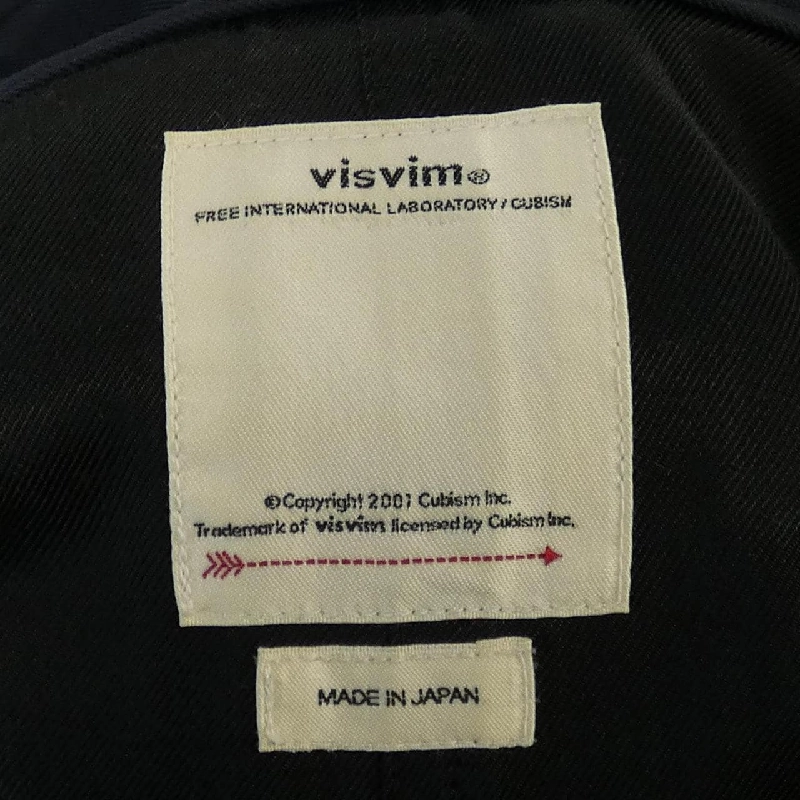 visvim®
FREE INTERNATIONAL LABORATORY / CUBISM
©Copyright 2001 Cubism Inc.
Trademark of visvim licensed by Cubism Inc.
MADE IN JAPAN